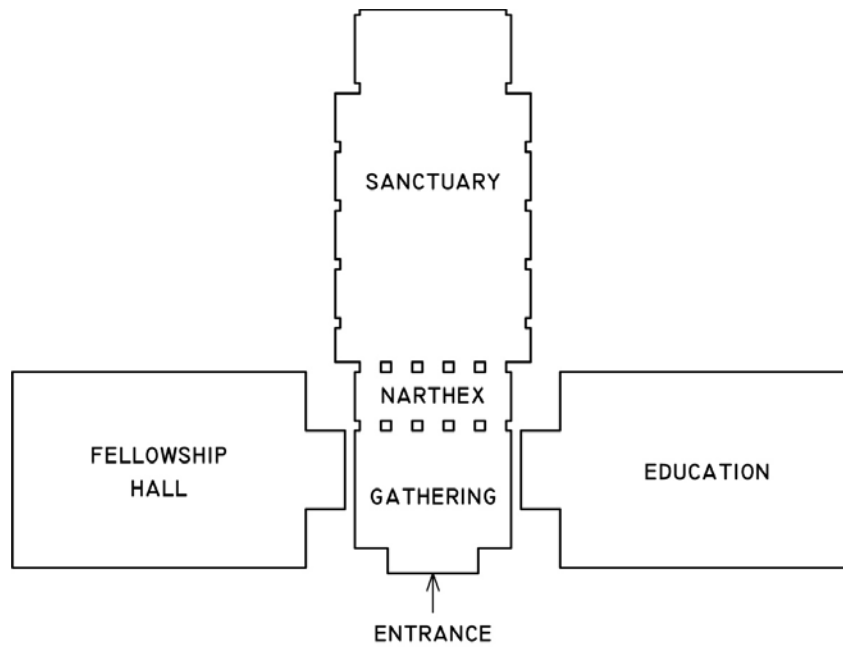 SANCTUARY
NARTHEX
FELLOWSHIP
HALL
GATHERING
EDUCATION
ENTRANCE